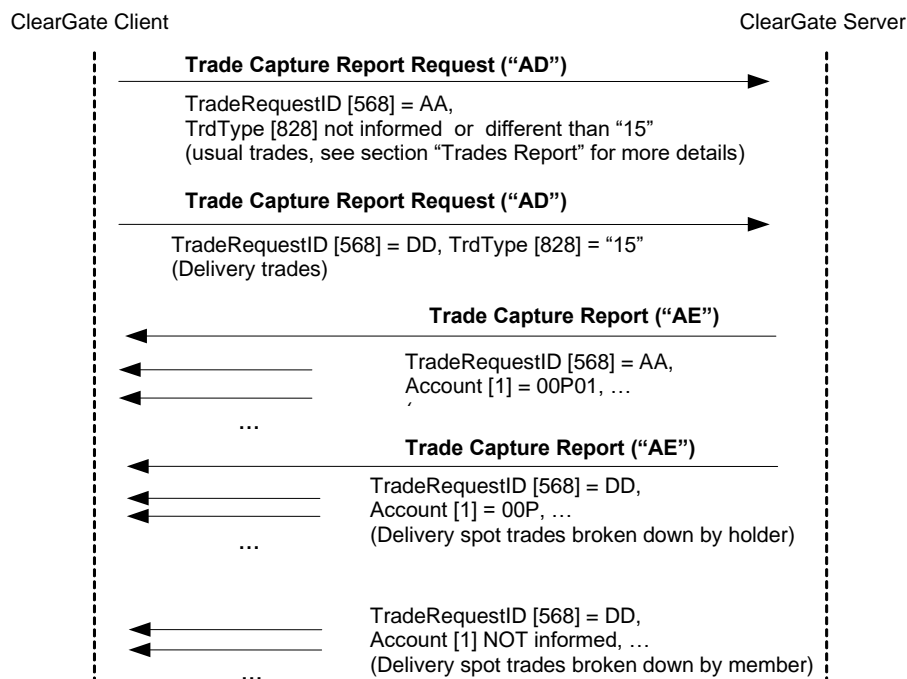 ClearGate Client
ClearGate Server
Trade Capture Report Request (“AD”)
TradeRequestID [568] = AA,
TrdType [828] not informed or different than “15”
(usual trades, see section “Trades Report” for more details)
Trade Capture Report Request (“AD”)
TradeRequestID [568] = DD, TrdType [828] = “15”
(Delivery trades)
Trade Capture Report (“AE”)
TradeRequestID [568] = AA,
Account [1] = 00P01, …
‘
…
Trade Capture Report (“AE”)
TradeRequestID [568] = DD,
Account [1] = 00P, …
(Delivery spot trades broken down by holder)
…
TradeRequestID [568] = DD,
Account [1] NOT informed, …
(Delivery spot trades broken down by member)
…